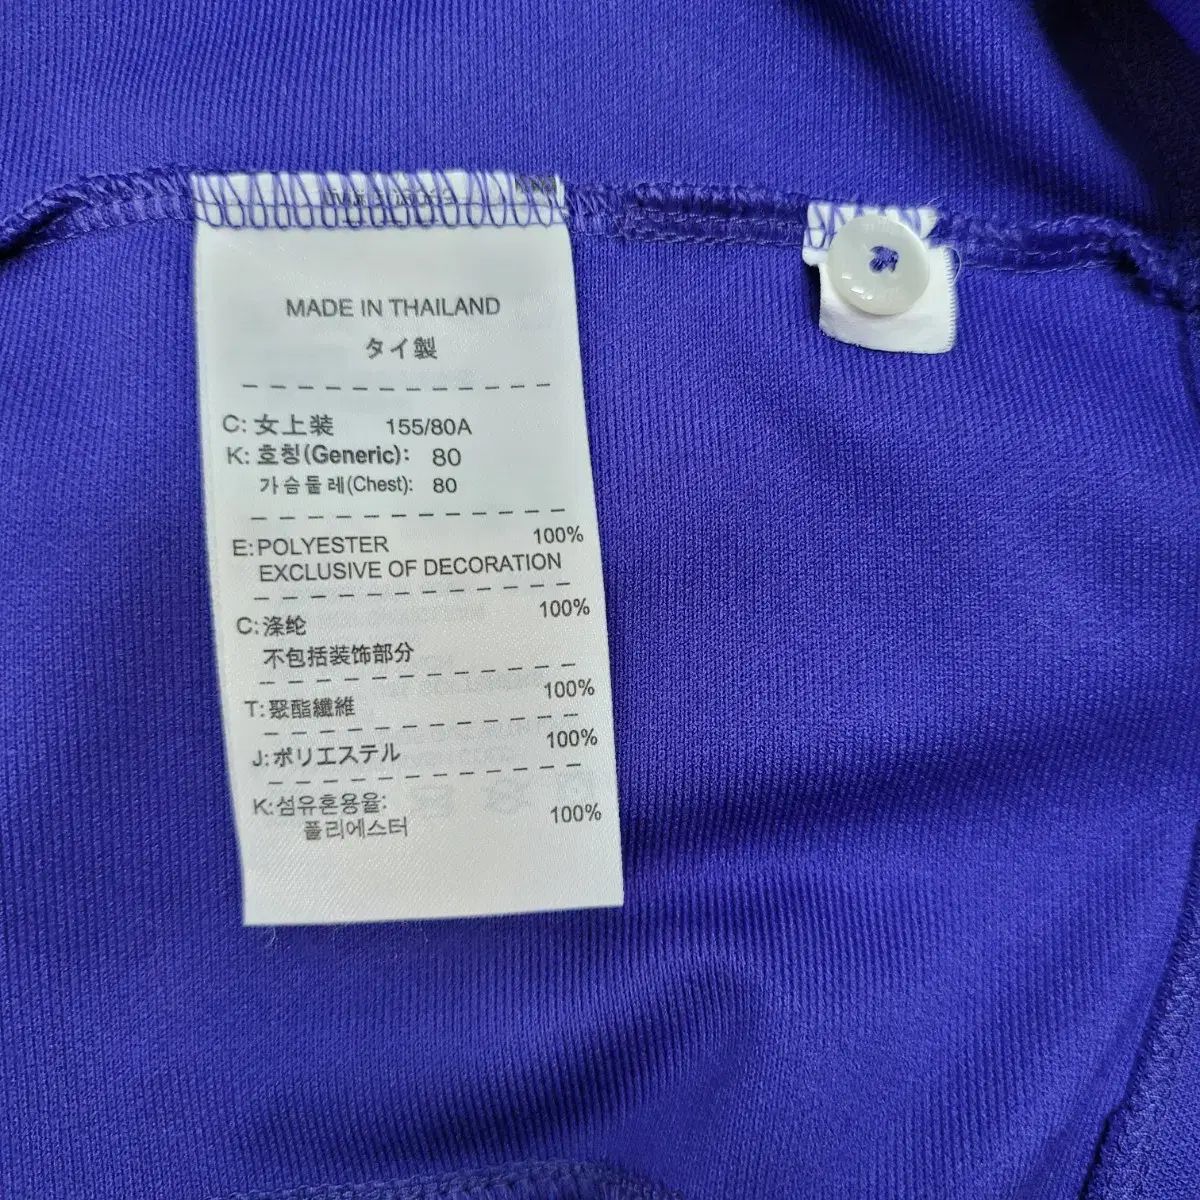 MADE IN THAILAND
タイ製
C: 女上装 155/80A
K: 호칭(Generic): 80
가슴둘레(Chest): 80
E: POLYESTER 100%
EXCLUSIVE OF DECORATION
C: 涤纶 100%
不包括装饰部分
T: 聚酯纖維 100%
J: ポリエステル 100%
K: 섬유혼용율:
폴리에스터 100%